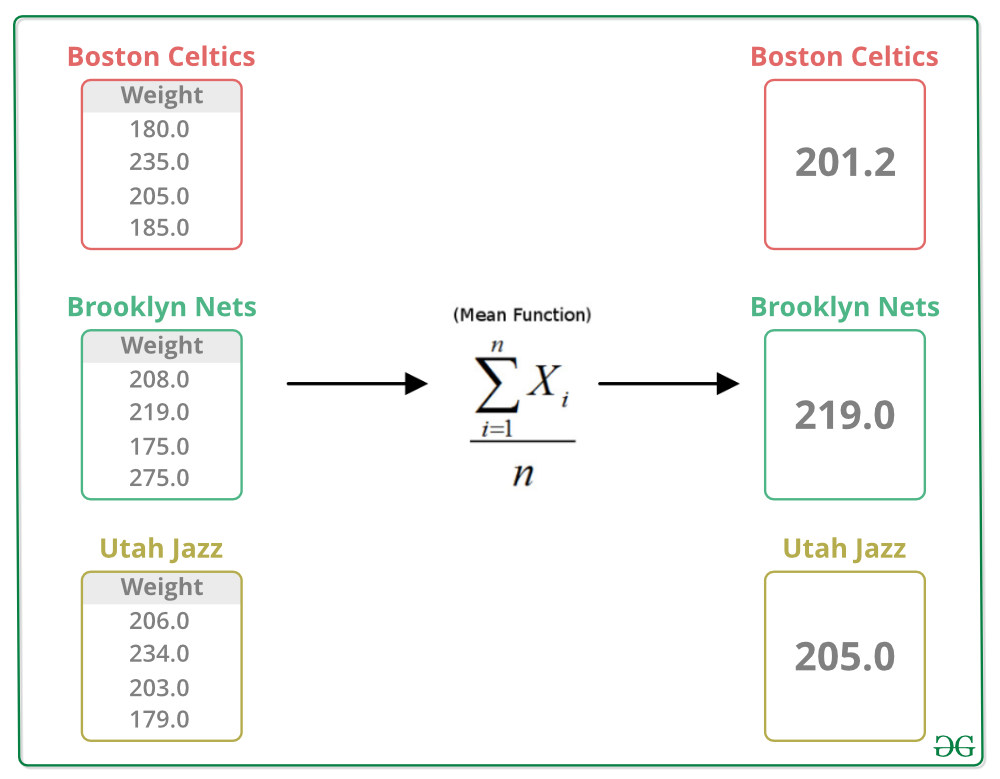 Boston Celtics
Weight
180.0
235.0
205.0
185.0
Boston Celtics
201.2
Brooklyn Nets
Weight
208.0
219.0
175.0
275.0
(Mean Function)
n
∑ X i
i=1
n
Brooklyn Nets
219.0
Utah Jazz
Weight
206.0
234.0
203.0
179.0
Utah Jazz
205.0